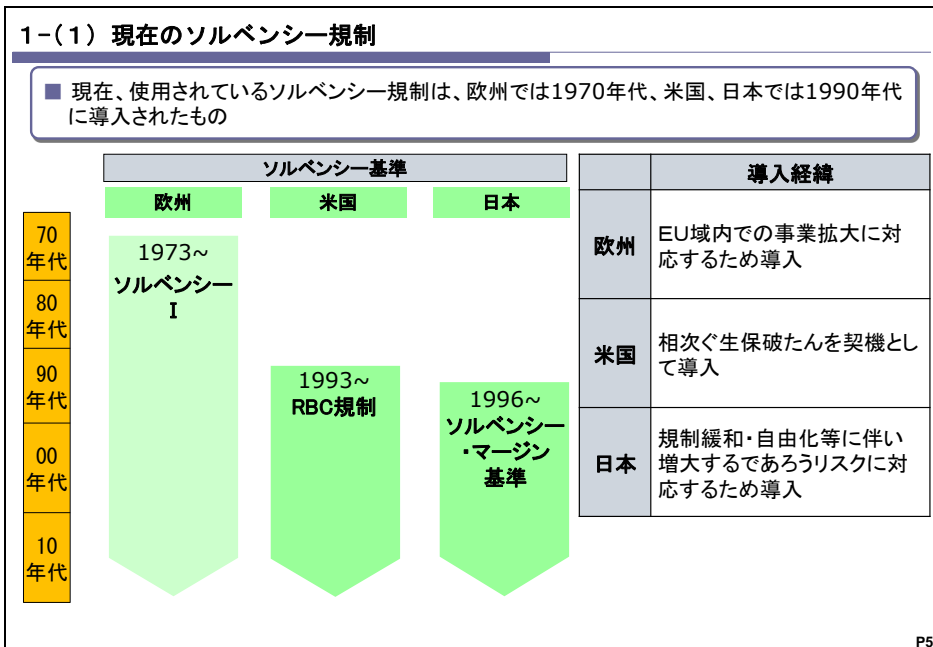 1-(1) 現在のソルベンシー規制
■ 現在、使用されているソルベンシー規制は、欧州では1970年代、米国、日本では1990年代
に導入されたもの
ソルベンシー基準
欧州
米国
日本
70
年代
80
年代
90
年代
00
年代
10
年代
1973~
ソルベンシー
Ⅰ
1993~
RBC規制
1996~
ソルベンシー
・マージン
基準
導入経緯
欧州
EU域内での事業拡大に対
応するため導入
米国
相次ぐ生保破たんを契機とし
て導入
日本
規制緩和・自由化等に伴い
増大するであろうリスクに対
応するため導入
P5